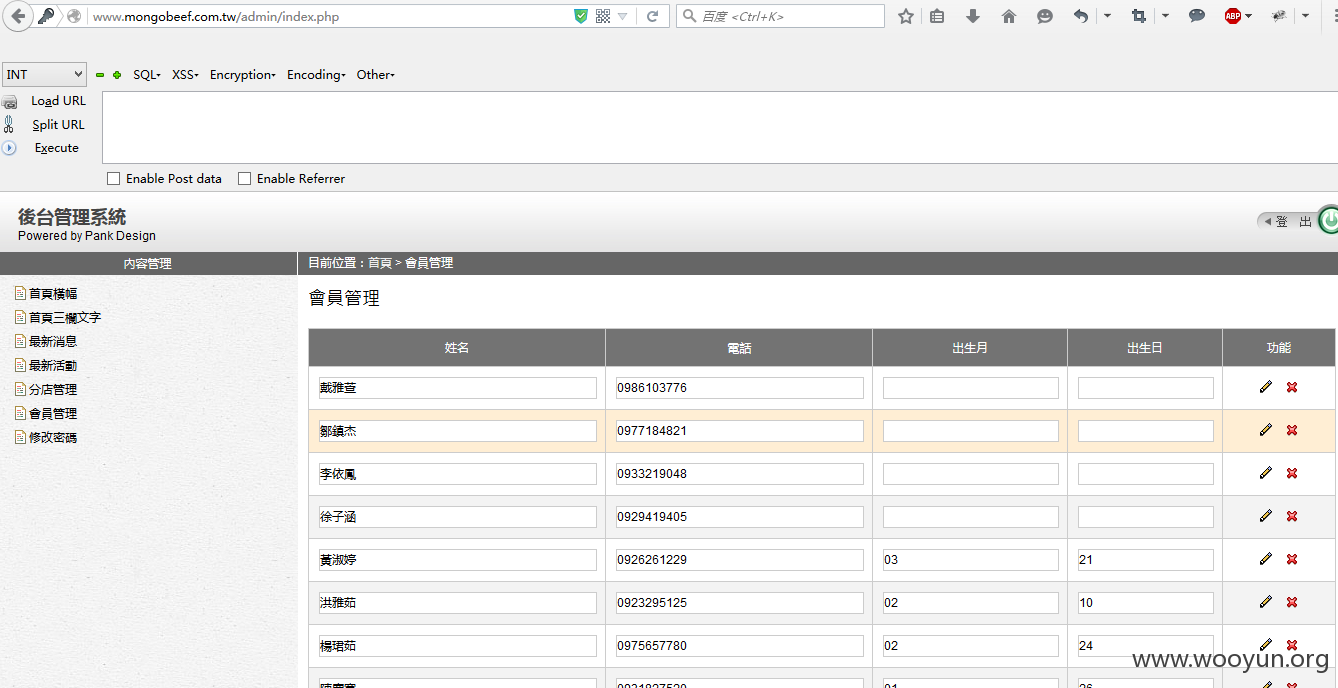 www.mongobeef.com.tw/admin/index.php
百度 <Ctrl+K>
ABP
INT SQL XSS Encryption Encoding Other
Load URL
Split URL
Execute
Enable Post data Enable Referrer
後台管理系統
Powered by Pank Design
登 出
內容管理
目前位置：首頁 > 會員管理
首頁橫幅
首頁三欄文字
最新消息
最新活動
分店管理
會員管理
修改密碼
會員管理
姓名 電話 出生月 出生日 功能
戴雅萱 0986103776
鄒鎮杰 0977184821
李依鳳 0933219048
徐子涵 0929419405
黃淑婷 0926261229 03 21
洪雅茹 0923295125 02 10
楊珺茹 0975657780 02 24
www.wooyun.org